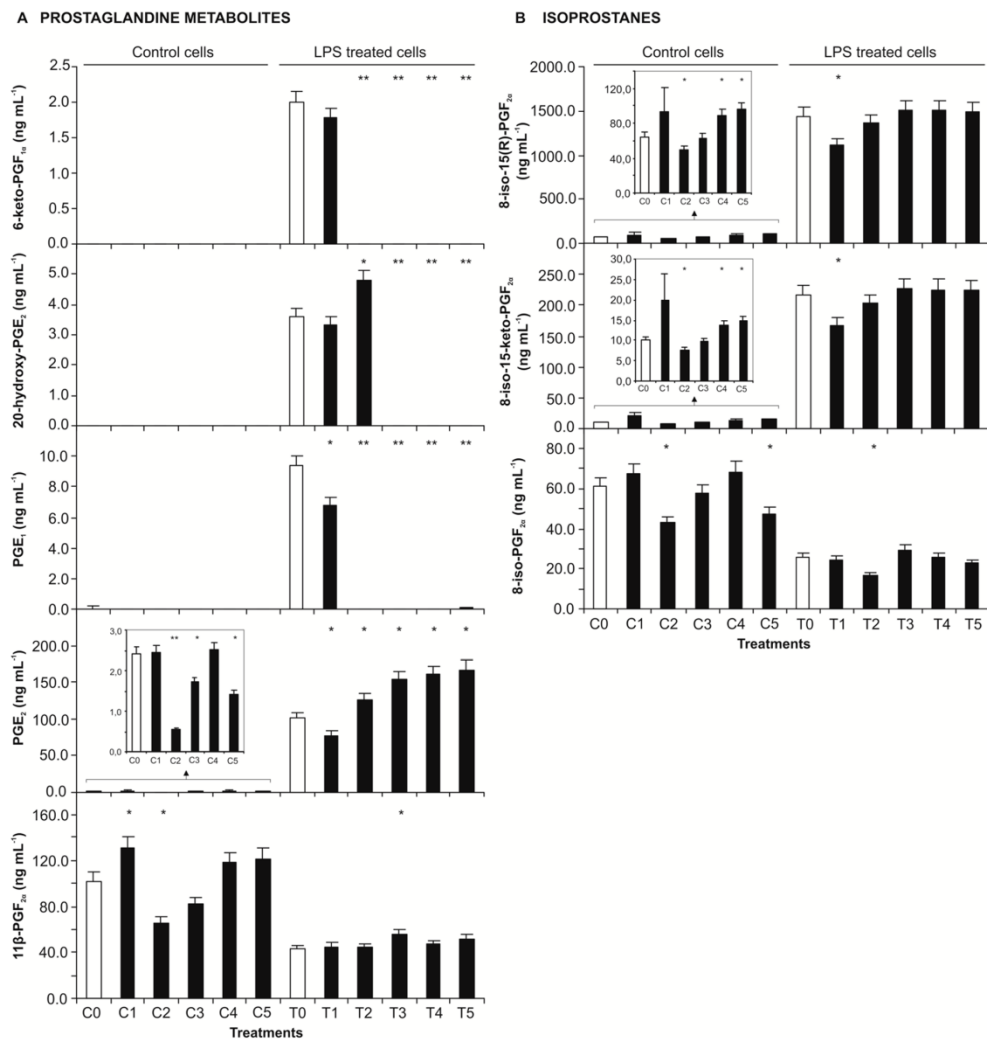 A PROSTAGLANDINE METABOLITES
Control cells
LPS treated cells
6-keto-PGF1α (ng mL-1)
2.5
2.0
1.5
1.0
0.5
0.0
** ** ** **
20-hydroxy-PGE2 (ng mL-1)
5.0
4.0
3.0
2.0
1.0
0.0
* ** ** **
PGE1 (ng mL-1)
10.0
8.0
6.0
4.0
2.0
0.0
* ** ** ** **
PGE2 (ng mL-1)
200.0
150.0
100.0
50.0
0.0
3,0
2,0
1,0
0,0
** * *
C0 C1 C2 C3 C4 C5
* * * * *
11β-PGF2α (ng mL-1)
160.0
120.0
80.0
40.0
0.0
* * *
C0 C1 C2 C3 C4 C5 T0 T1 T2 T3 T4 T5
Treatments
B ISOPROSTANES
Control cells
LPS treated cells
8-iso-15(R)-PGF2α
(ng mL-1)
2000.0
1500.0
1000.0
500.0
0.0
120,0
80,0
40,0
0,0
* * *
C0 C1 C2 C3 C4 C5
*
8-iso-15-keto-PGF2α
(ng mL-1)
250.0
200.0
150.0
100.0
50.0
0.0
30,0
25,0
20,0
15,0
10,0
5,0
0,0
* * *
C0 C1 C2 C3 C4 C5
*
8-iso-PGF2α (ng mL-1)
80.0
60.0
40.0
20.0
0.0
* * *
C0 C1 C2 C3 C4 C5 T0 T1 T2 T3 T4 T5
Treatments